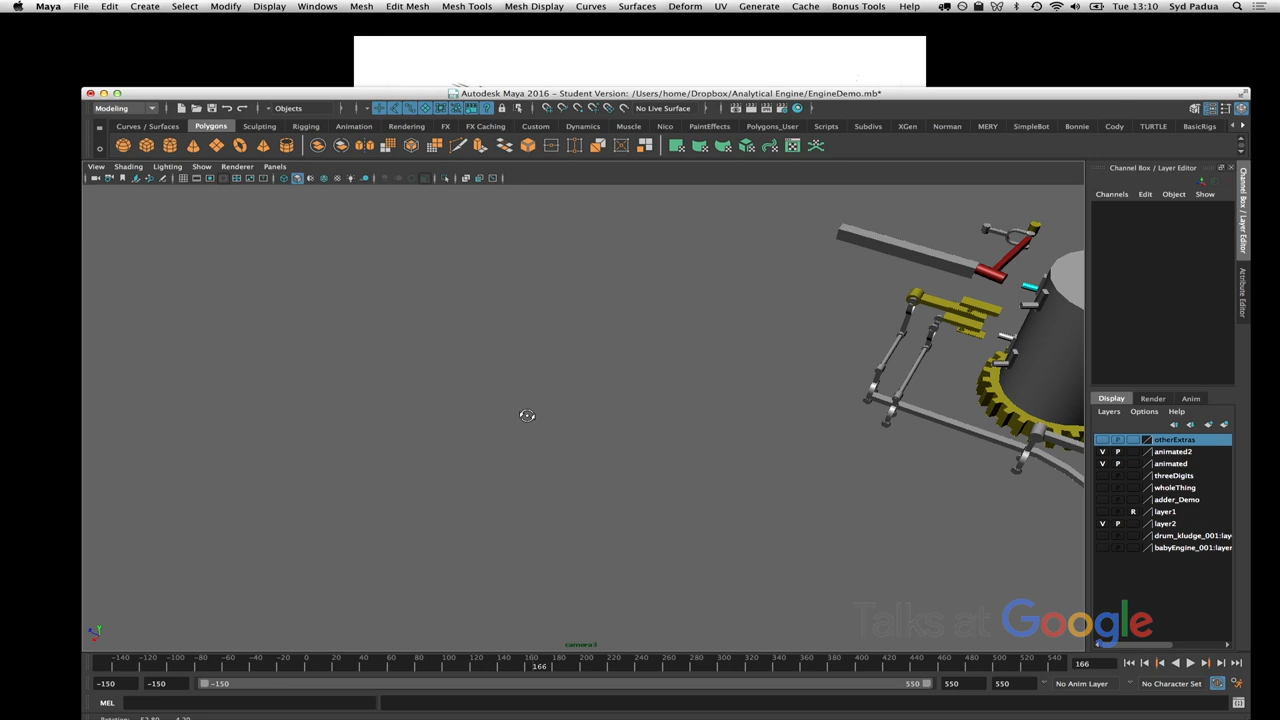 Maya File Edit Create Select Modify Display Windows Mesh Edit Mesh Mesh Tools Mesh Display Curves Surfaces Deform UV Generate Cache Bonus Tools Help Tue 13:10 Syd Padua
Autodesk Maya 2016 - Student Version: /Users/home/Dropbox/Analytical Engine/EngineDemo.mb*
Modeling Objects No Live Surface
Curves / Surfaces Polygons Sculpting Rigging Animation Rendering FX FX Caching Custom Dynamics Muscle Nico PaintEffects Polygons_User Scripts Subdivs XGen Norman MERY SimpleBot Bonnie Cody TURTLE BasicRigs
View Shading Lighting Show Renderer Panels
Channel Box / Layer Editor
Channels Edit Object Show
Channel Box / Layer Editor
Attribute Editor
Display Render Anim
Layers Options Help
otherExtras
V P animated2
V P animated
threeDigits
wholeThing
adder_Demo
R layer1
V P layer2
drum_kludge_001:lay
babyEngine_001:layer
Talks at Google
camera3
-140 -120 -100 -80 -60 -40 -20 0 20 40 60 80 100 120 140 166 180 200 220 240 260 280 300 320 340 360 380 400 420 440 460 480 500 520 540 166
-150 -150 -150 550 550 550 No Anim Layer No Character Set
MEL